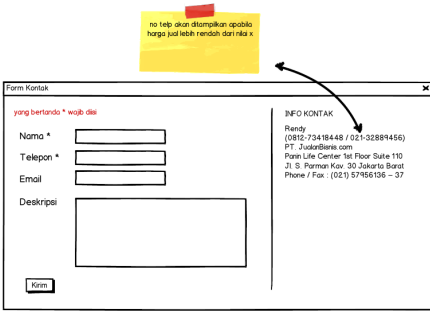 no telp akan ditampilkan apabila
harga jual lebih rendah dari nilai x
Form Kontak
yang bertanda * wajib diisi
Nama *
Telepon *
Email
Deskripsi
Kirim
INFO KONTAK
Rendy
(0812-73418448 / 021-32889456)
PT. JualanBisnis.com
Panin Life Center 1st Floor Suite 110
Jl. S. Parman Kav. 30 Jakarta Barat
Phone / Fax : (021) 57956136 – 37